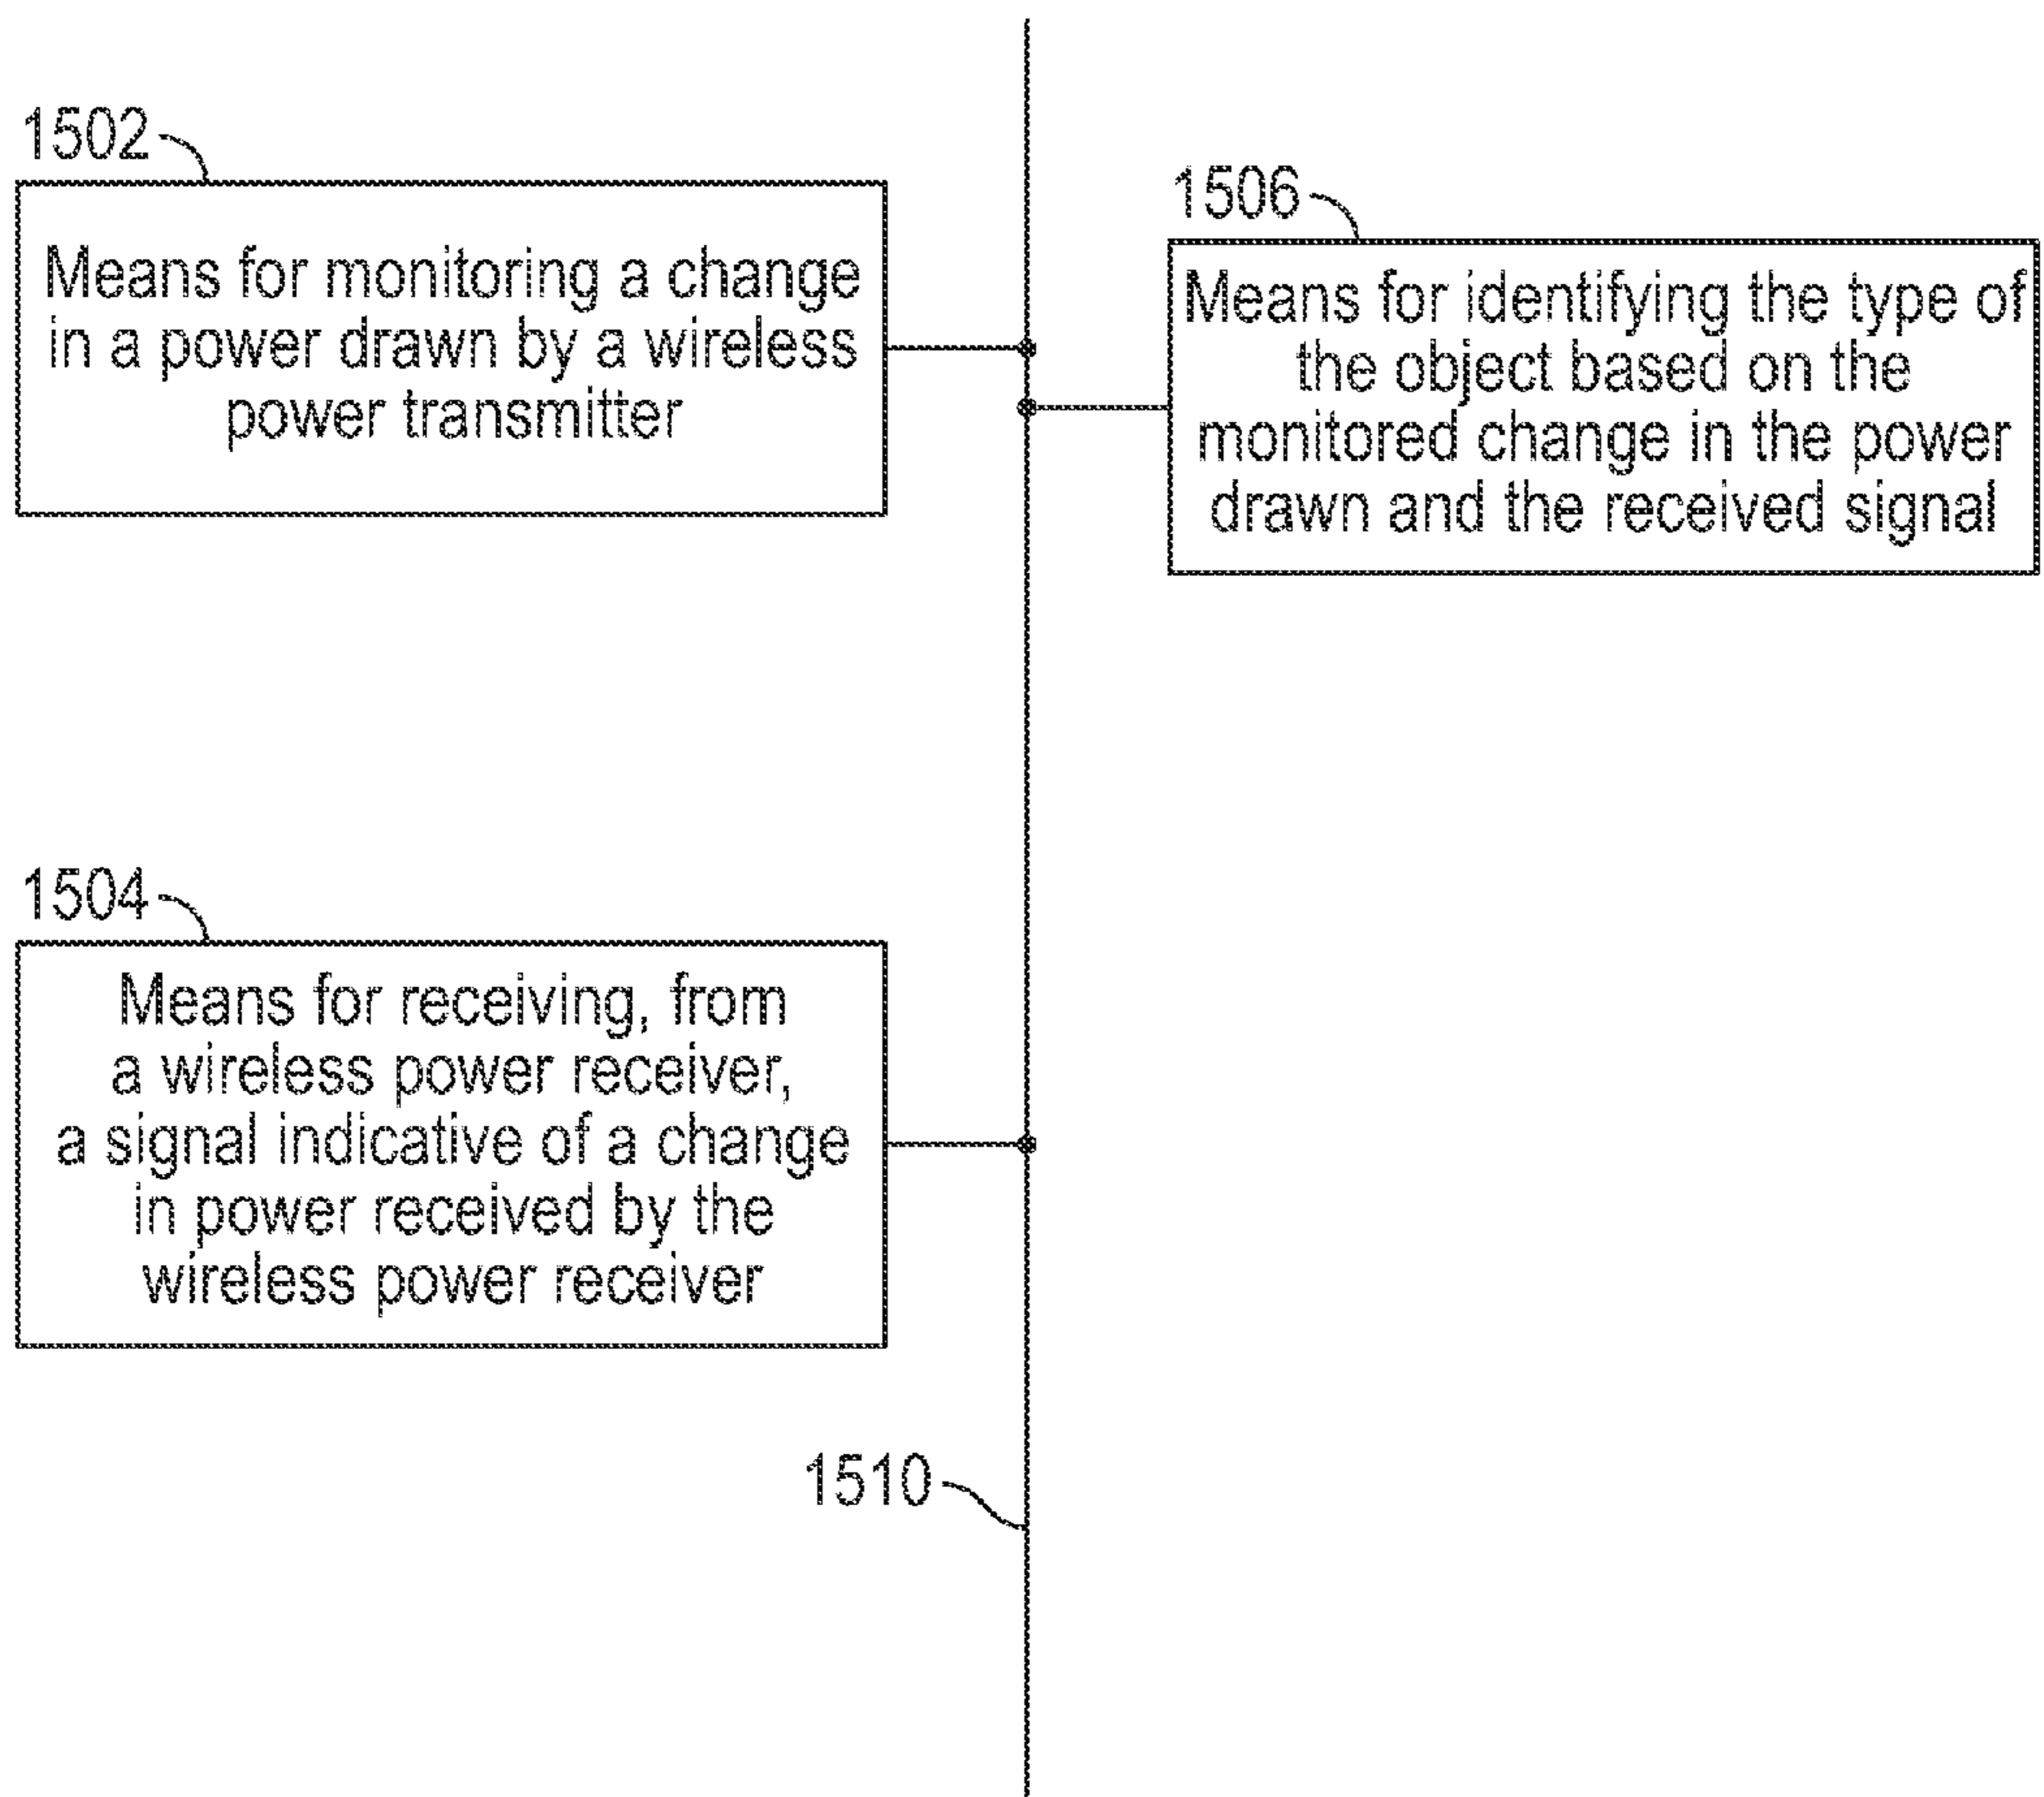 1502
Means for monitoring a change
in a power drawn by a wireless
power transmitter
1506
Means for identifying the type of
the object based on the
monitored change in the power
drawn and the received signal
1504
Means for receiving, from
a wireless power receiver,
a signal indicative of a change
in power received by the
wireless power receiver
1510